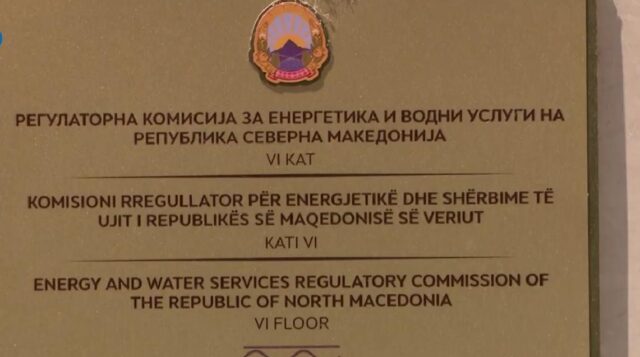 РЕГУЛАТОРНА КОМИСИЈА ЗА ЕНЕРГЕТИКА И ВОДНИ УСЛУГИ НА
РЕПУБЛИКА СЕВЕРНА МАКЕДОНИЈА
VI КАТ
KOMISIONI RREGULLATOR PËR ENERGJETIKË DHE SHËRBIME TË
UJIT I REPUBLIKËS SË MAQEDONISË SË VERIUT
KATI VI
ENERGY AND WATER SERVICES REGULATORY COMMISSION OF
THE REPUBLIC OF NORTH MACEDONIA
VI FLOOR